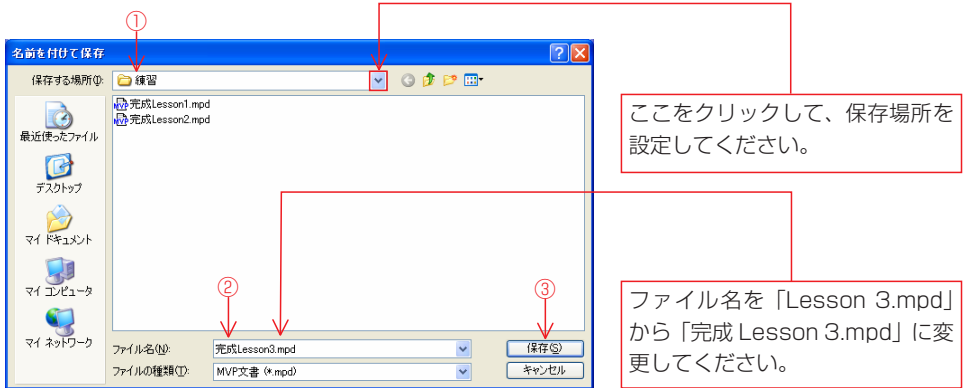 ①
名前を付けて保存
保存する場所(I):
練習
完成Lesson1.mpd
完成Lesson2.mpd
最近使ったファイル
デスクトップ
マイ ドキュメント
マイ コンピュータ
マイ ネットワーク
②
③
ファイル名(N):
完成Lesson3.mpd
保存(S)
ファイルの種類(T):
MVP文書 (*.mpd)
キャンセル
ここをクリックして、保存場所を
設定してください。
ファイル名を「Lesson 3.mpd」
から「完成 Lesson 3.mpd」に変
更してください。